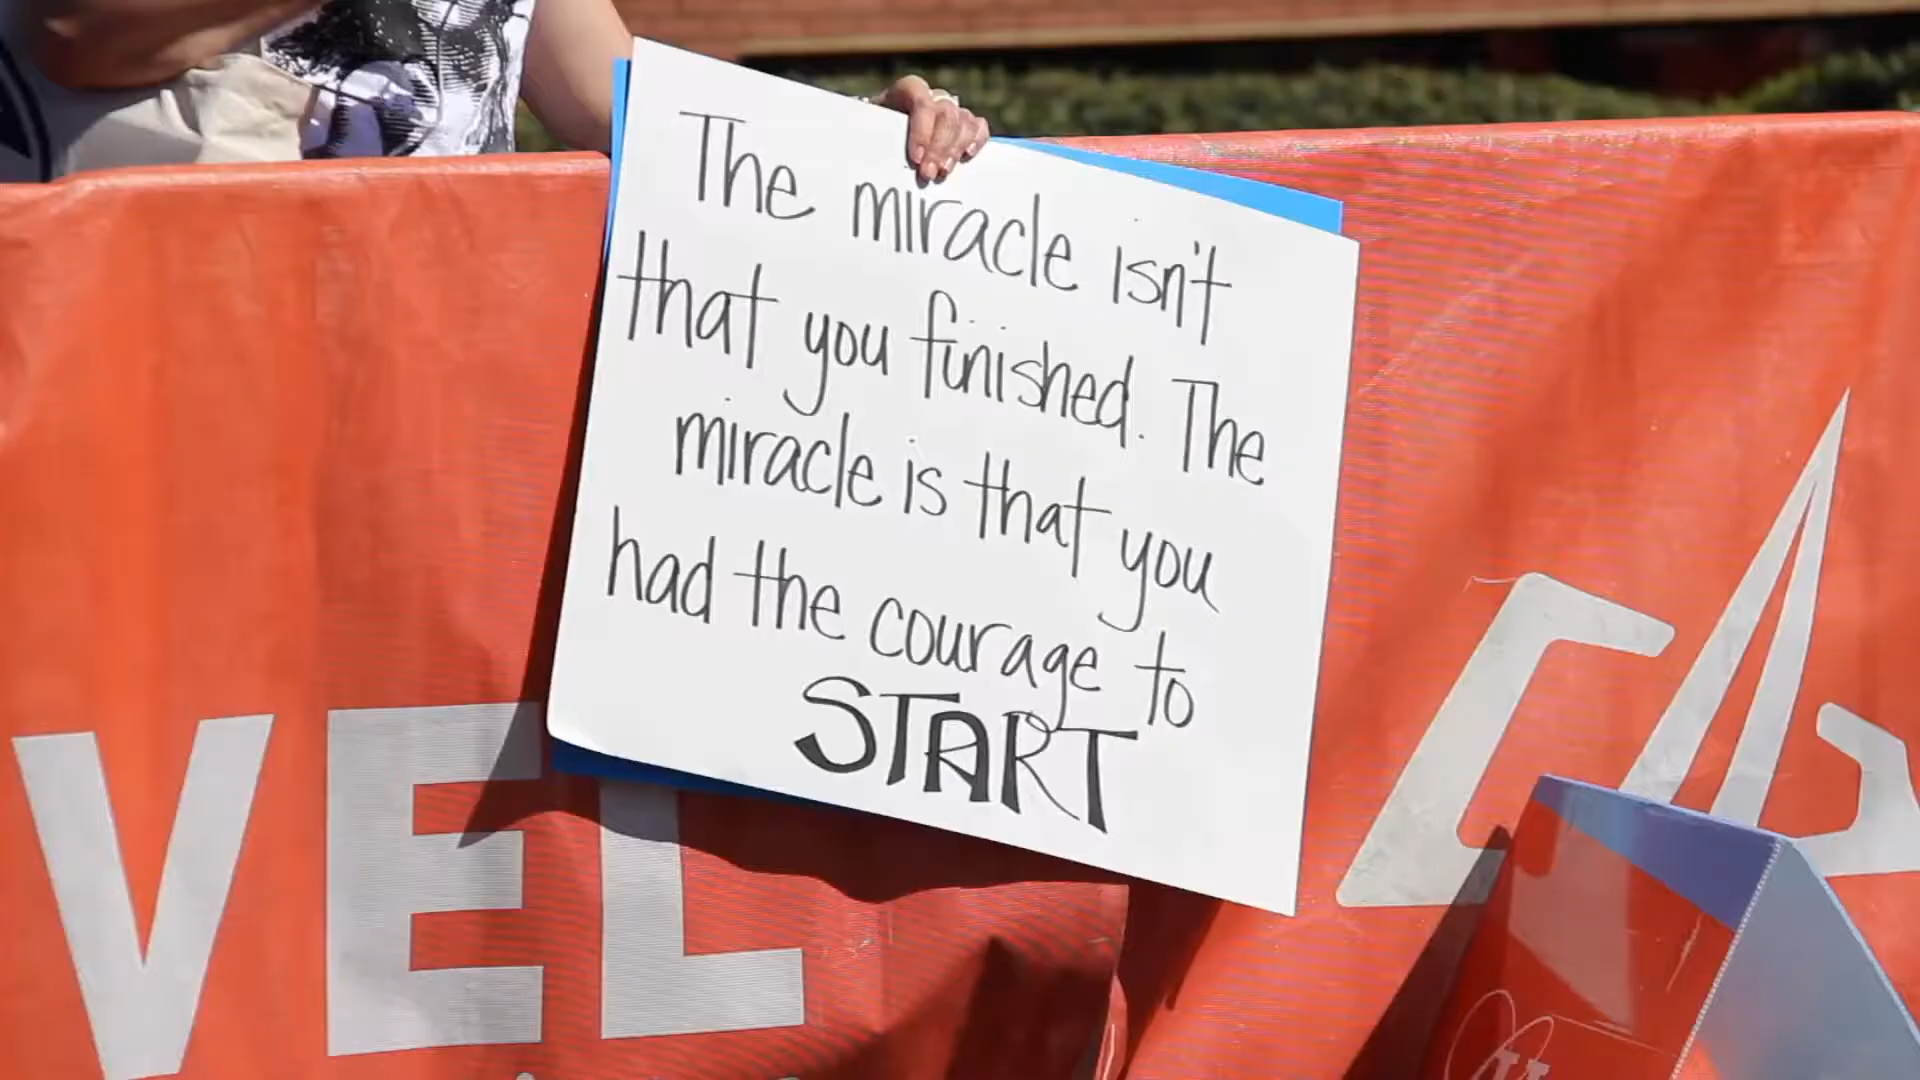 The miracle isn't
that you finished. The
miracle is that you
had the courage to
START
VEL